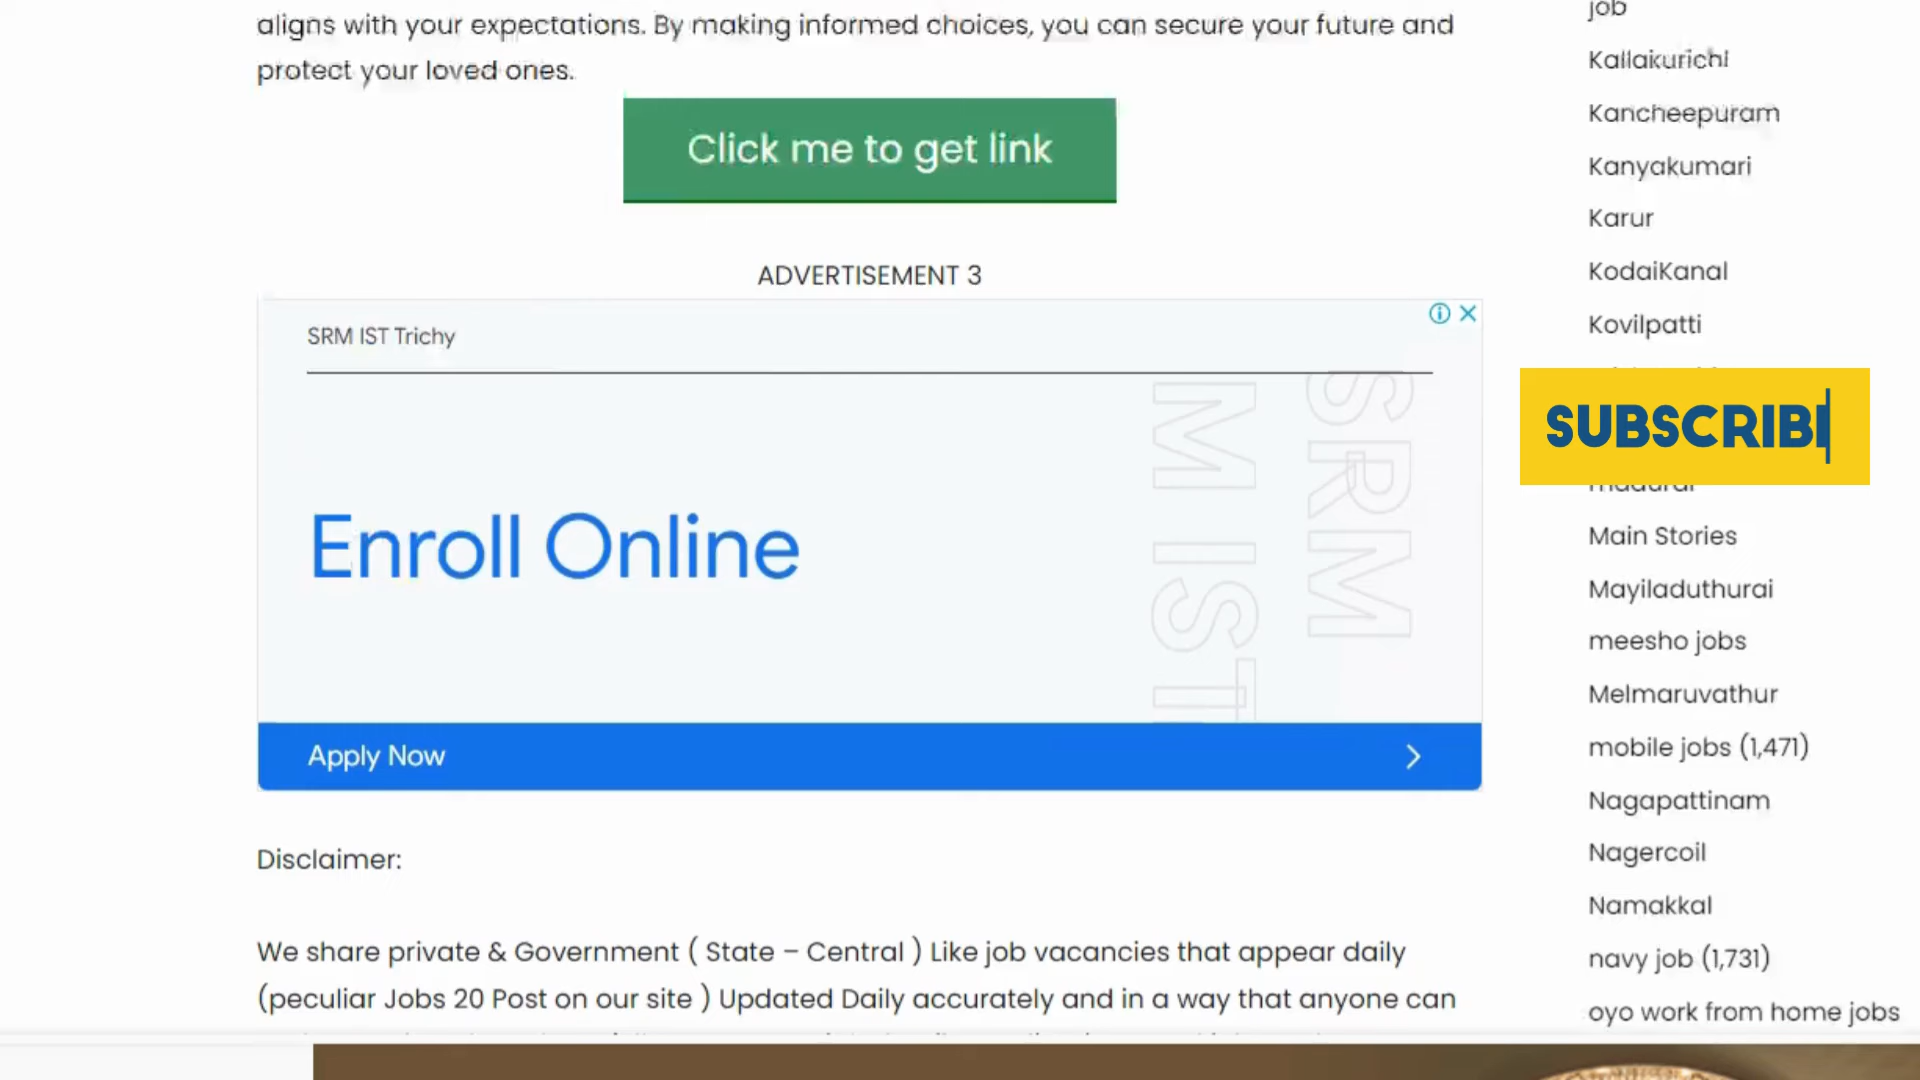 aligns with your expectations. By making informed choices, you can secure your future and
protect your loved ones.
Click me to get link
ADVERTISEMENT 3
SRM IST Trichy
Enroll Online
SRM
M IST
Apply Now
Disclaimer:
We share private & Government ( State – Central ) Like job vacancies that appear daily
(peculiar Jobs 20 Post on our site ) Updated Daily accurately and in a way that anyone can
job
Kallakurichi
Kancheepuram
Kanyakumari
Karur
KodaiKanal
Kovilpatti
SUBSCRIB
madurai
Main Stories
Mayiladuthurai
meesho jobs
Melmaruvathur
mobile jobs (1,471)
Nagapattinam
Nagercoil
Namakkal
navy job (1,731)
oyo work from home jobs